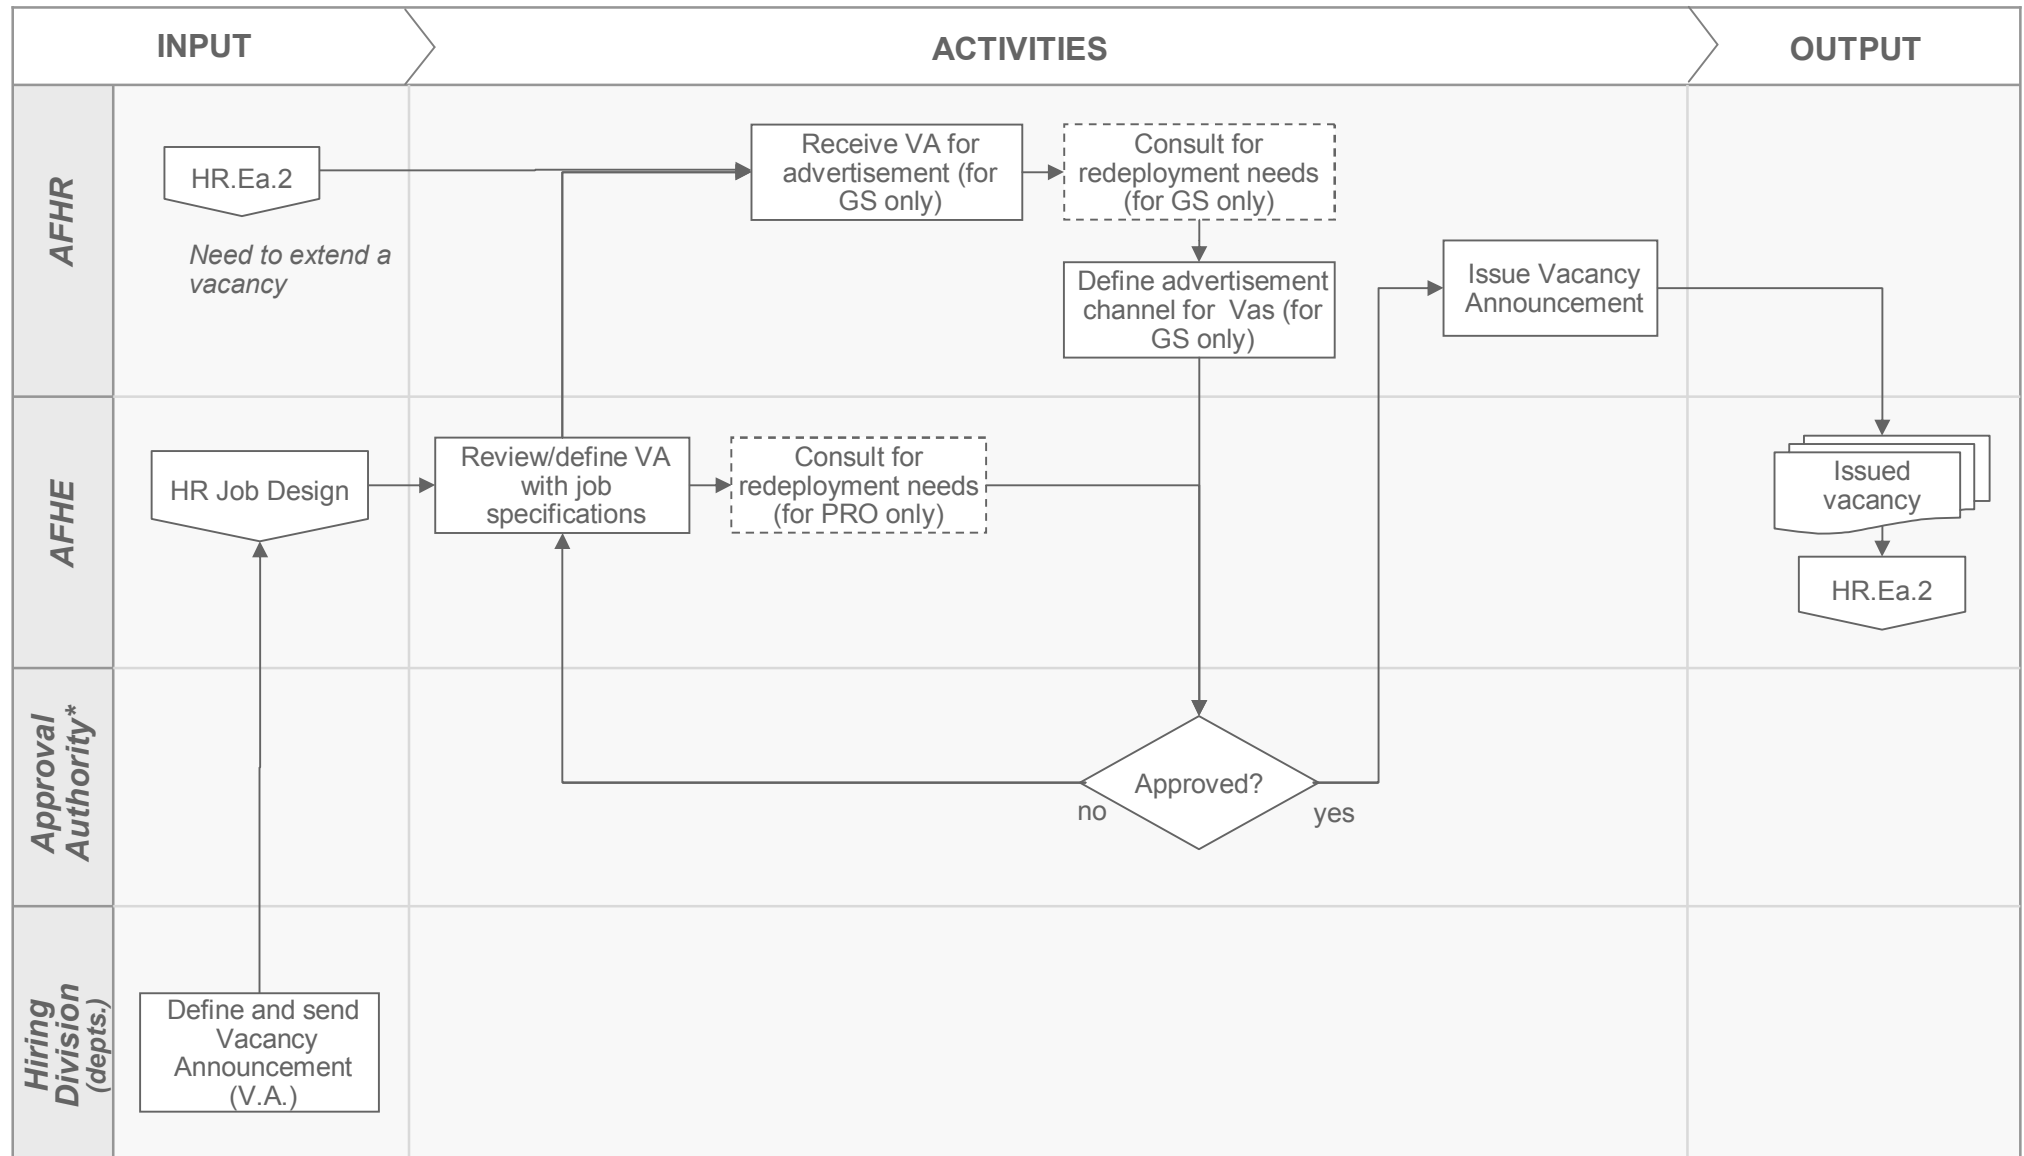 INPUT
ACTIVITIES
OUTPUT
AFHR
HR.Ea.2
Need to extend a
vacancy
Receive VA for
advertisement (for
GS only)
Consult for
redeployment needs
(for GS only)
Define advertisement
channel for Vas (for
GS only)
Issue Vacancy
Announcement
AFHE
HR Job Design
Review/define VA
with job
specifications
Consult for
redeployment needs
(for PRO only)
Issued
vacancy
HR.Ea.2
Approval
Authority*
Approved?
no
yes
Hiring
Division
(depts.)
Define and send
Vacancy
Announcement
(V.A.)